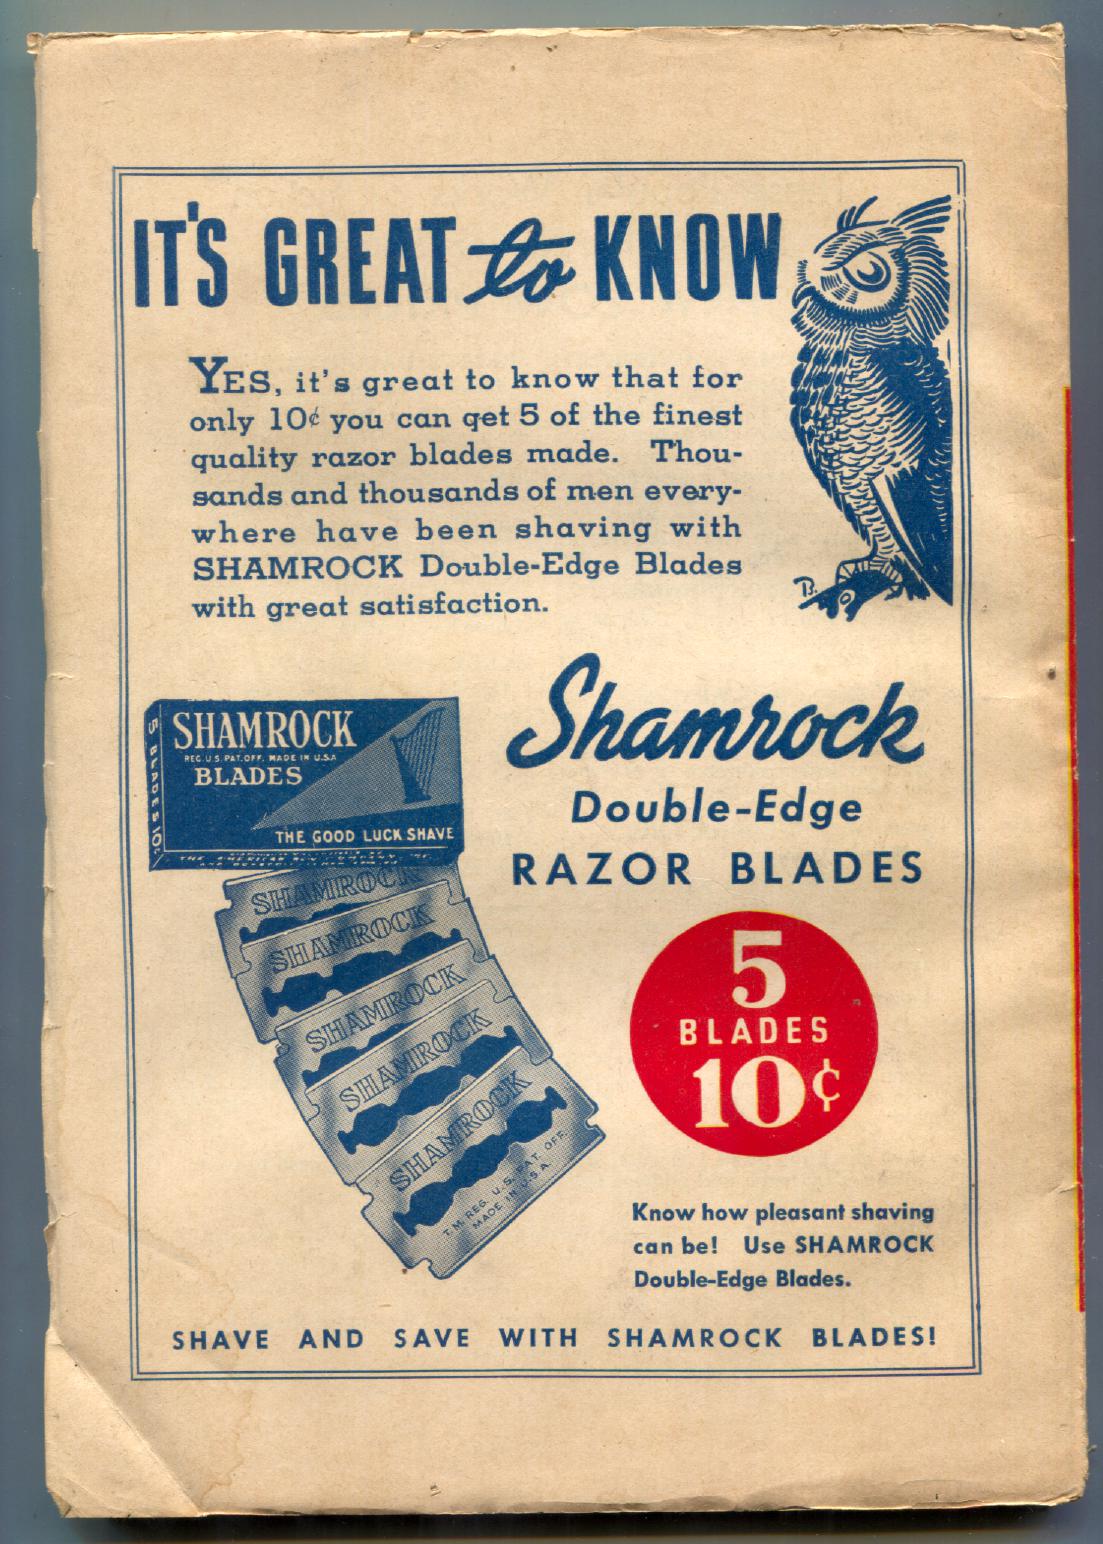 IT'S GREAT to KNOW
YES, it's great to know that for
only 10¢ you can get 5 of the finest
quality razor blades made. Thou-
sands and thousands of men every-
where have been shaving with
SHAMROCK Double-Edge Blades
with great satisfaction.
B.
Shamrock
Double-Edge
RAZOR BLADES
5 BLADES 10¢
SHAMROCK
REG. U.S. PAT. OFF. MADE IN U.S.A
BLADES
THE GOOD LUCK SHAVE
THE AMERICAN
SHAMROCK
SHAMROCK
SHAMROCK
SHAMROCK
SHAMROCK
T.M. REG. U.S. PAT. OFF.
MADE IN U.S.A.
5
BLADES
10¢
Know how pleasant shaving
can be! Use SHAMROCK
Double-Edge Blades.
SHAVE AND SAVE WITH SHAMROCK BLADES!